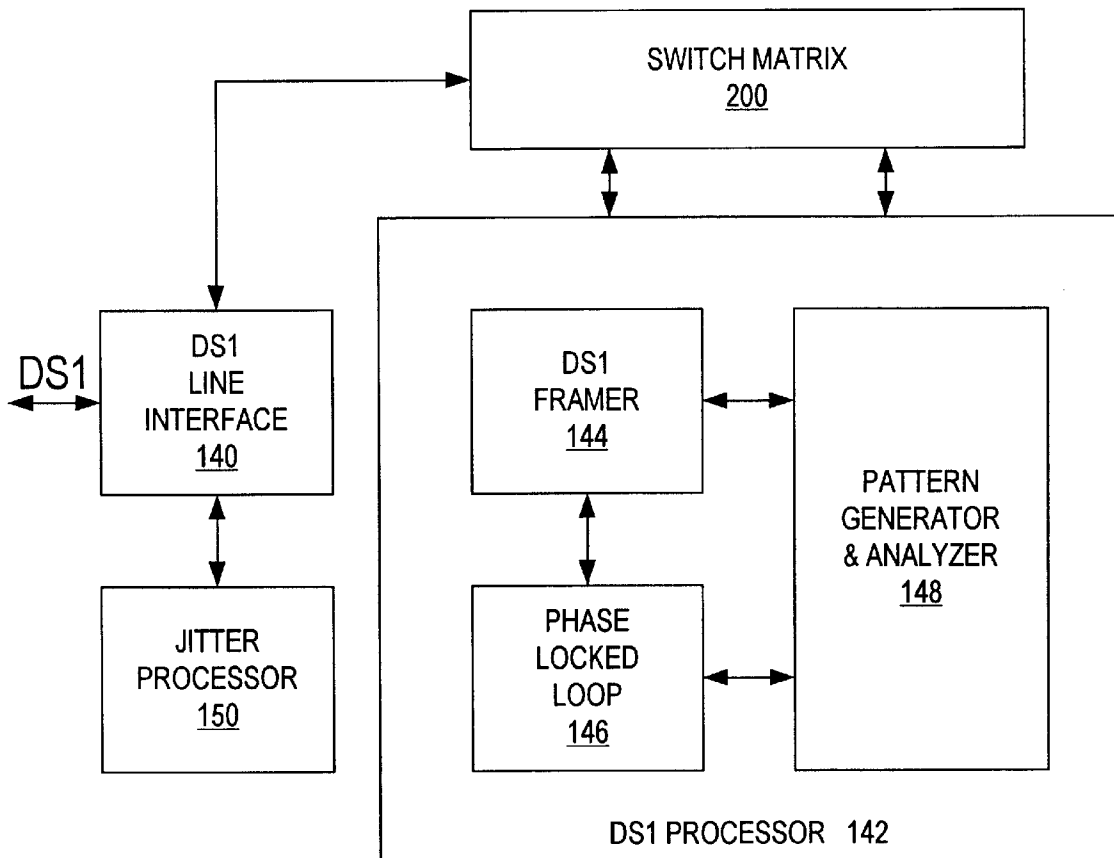 SWITCH MATRIX
200
DS1
DS1
LINE
INTERFACE
140
DS1
FRAMER
144
PATTERN
GENERATOR
& ANALYZER
148
JITTER
PROCESSOR
150
PHASE
LOCKED
LOOP
146
DS1 PROCESSOR 142